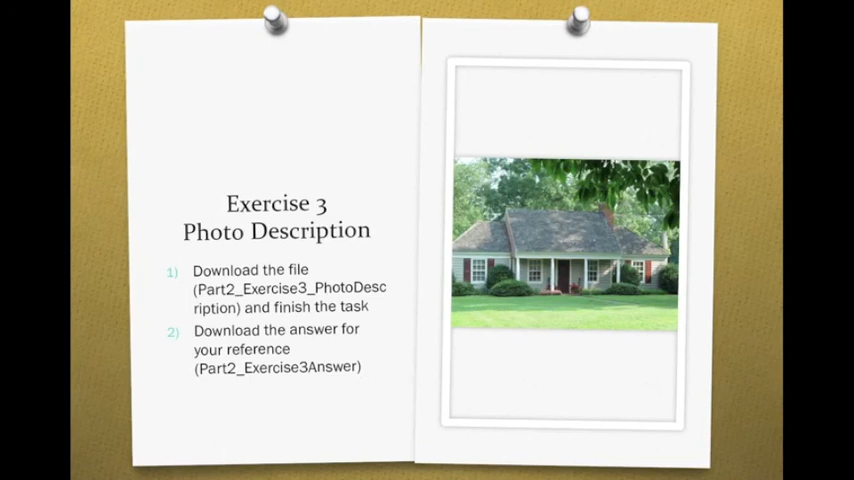 Exercise 3
Photo Description
1) Download the file
(Part2_Exercise3_PhotoDesc
ription) and finish the task
2) Download the answer for
your reference
(Part2_Exercise3Answer)